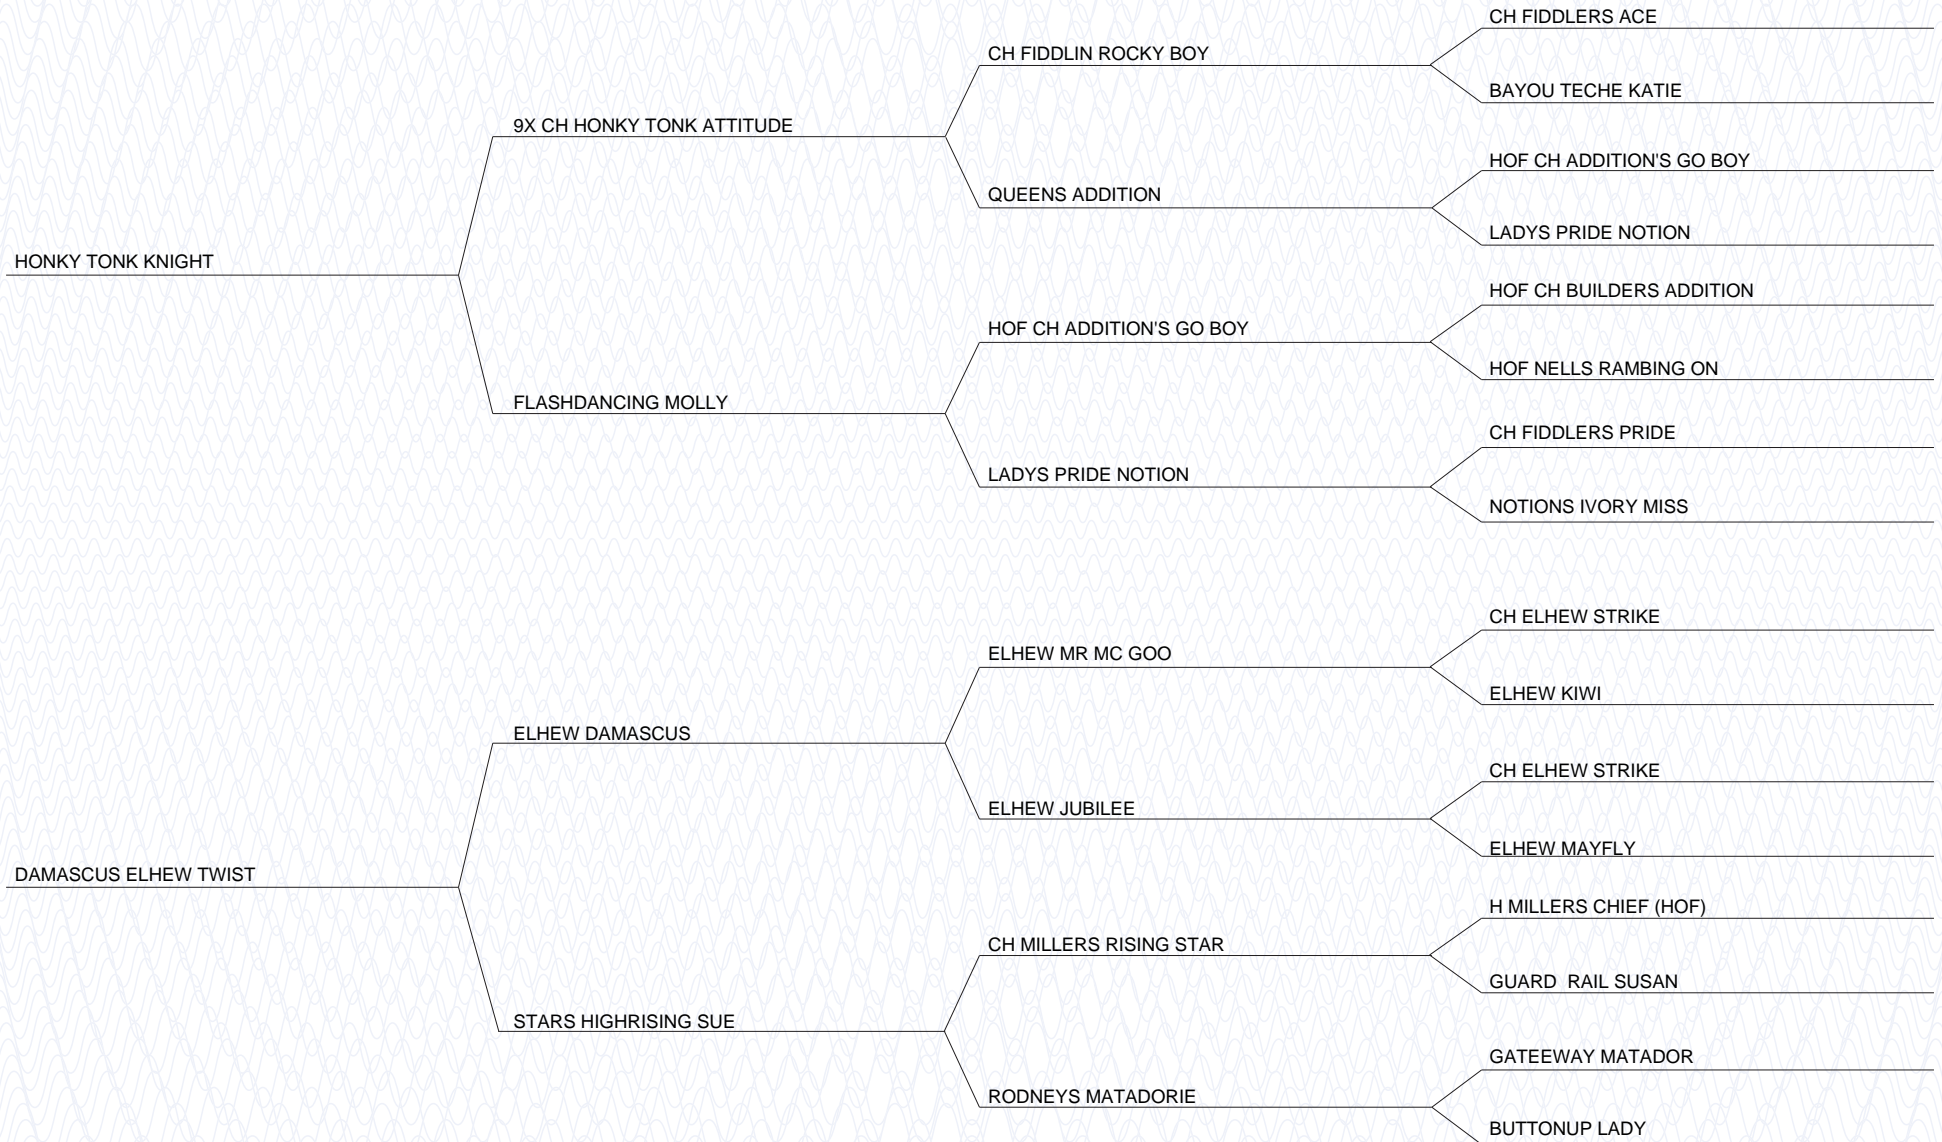 CH FIDDLERS ACE
CH FIDDLIN ROCKY BOY
BAYOU TECHE KATIE
9X CH HONKY TONK ATTITUDE
HOF CH ADDITION'S GO BOY
QUEENS ADDITION
LADYS PRIDE NOTION
HONKY TONK KNIGHT
HOF CH BUILDERS ADDITION
HOF CH ADDITION'S GO BOY
HOF NELLS RAMBING ON
FLASHDANCING MOLLY
CH FIDDLERS PRIDE
LADYS PRIDE NOTION
NOTIONS IVORY MISS
CH ELHEW STRIKE
ELHEW MR MC GOO
ELHEW KIWI
ELHEW DAMASCUS
CH ELHEW STRIKE
ELHEW JUBILEE
ELHEW MAYFLY
DAMASCUS ELHEW TWIST
H MILLERS CHIEF (HOF)
CH MILLERS RISING STAR
GUARD  RAIL SUSAN
STARS HIGHRISING SUE
GATEEWAY MATADOR
RODNEYS MATADORIE
BUTTONUP LADY